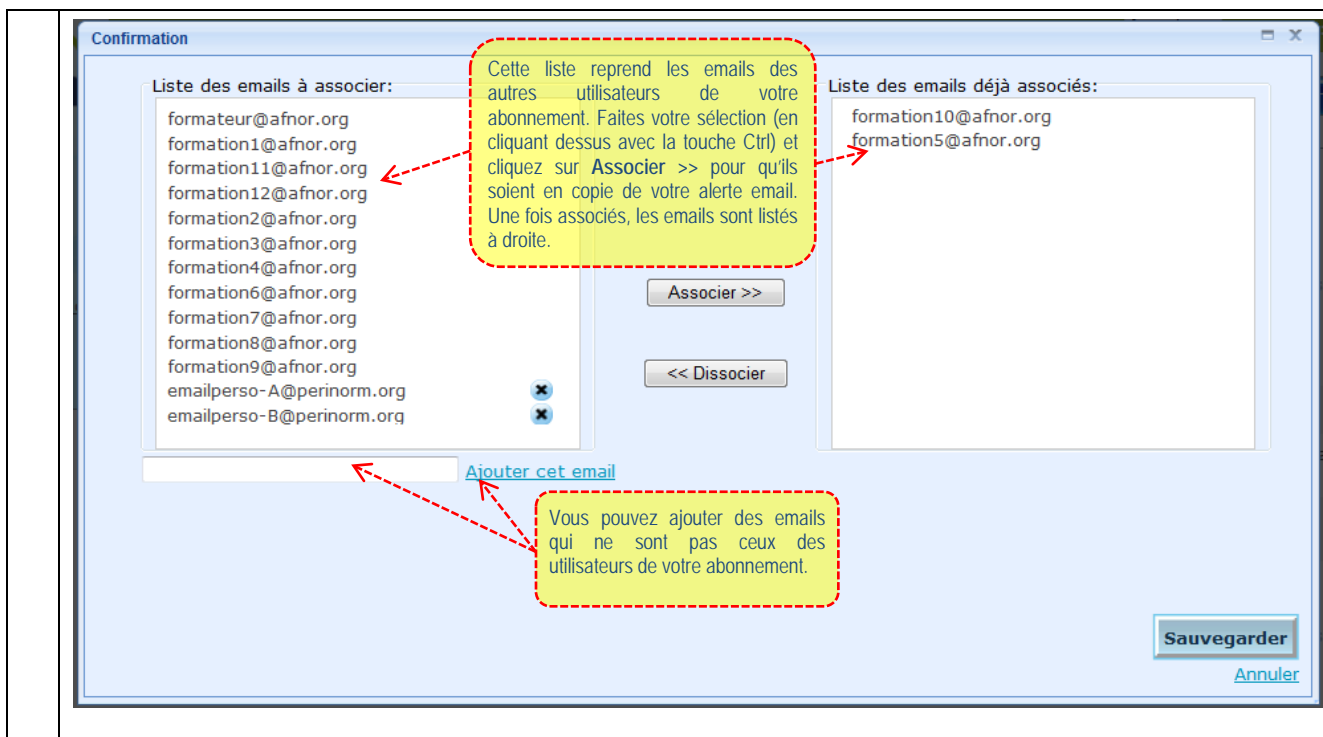 Confirmation
Liste des emails à associer:
formateur@afnor.org
formation1@afnor.org
formation11@afnor.org
formation12@afnor.org
formation2@afnor.org
formation3@afnor.org
formation4@afnor.org
formation6@afnor.org
formation7@afnor.org
formation8@afnor.org
formation9@afnor.org
emailperso-A@perinorm.org
emailperso-B@perinorm.org
Cette liste reprend les emails des
autres utilisateurs de votre
abonnement. Faites votre sélection (en
cliquant dessus avec la touche Ctrl) et
cliquez sur Associer >> pour qu'ils
soient en copie de votre alerte email.
Une fois associés, les emails sont listés
à droite.
Associer >>
<< Dissocier
Liste des emails déjà associés:
formation10@afnor.org
formation5@afnor.org
Ajouter cet email
Vous pouvez ajouter des emails
qui ne sont pas ceux des
utilisateurs de votre abonnement.
Sauvegarder
Annuler